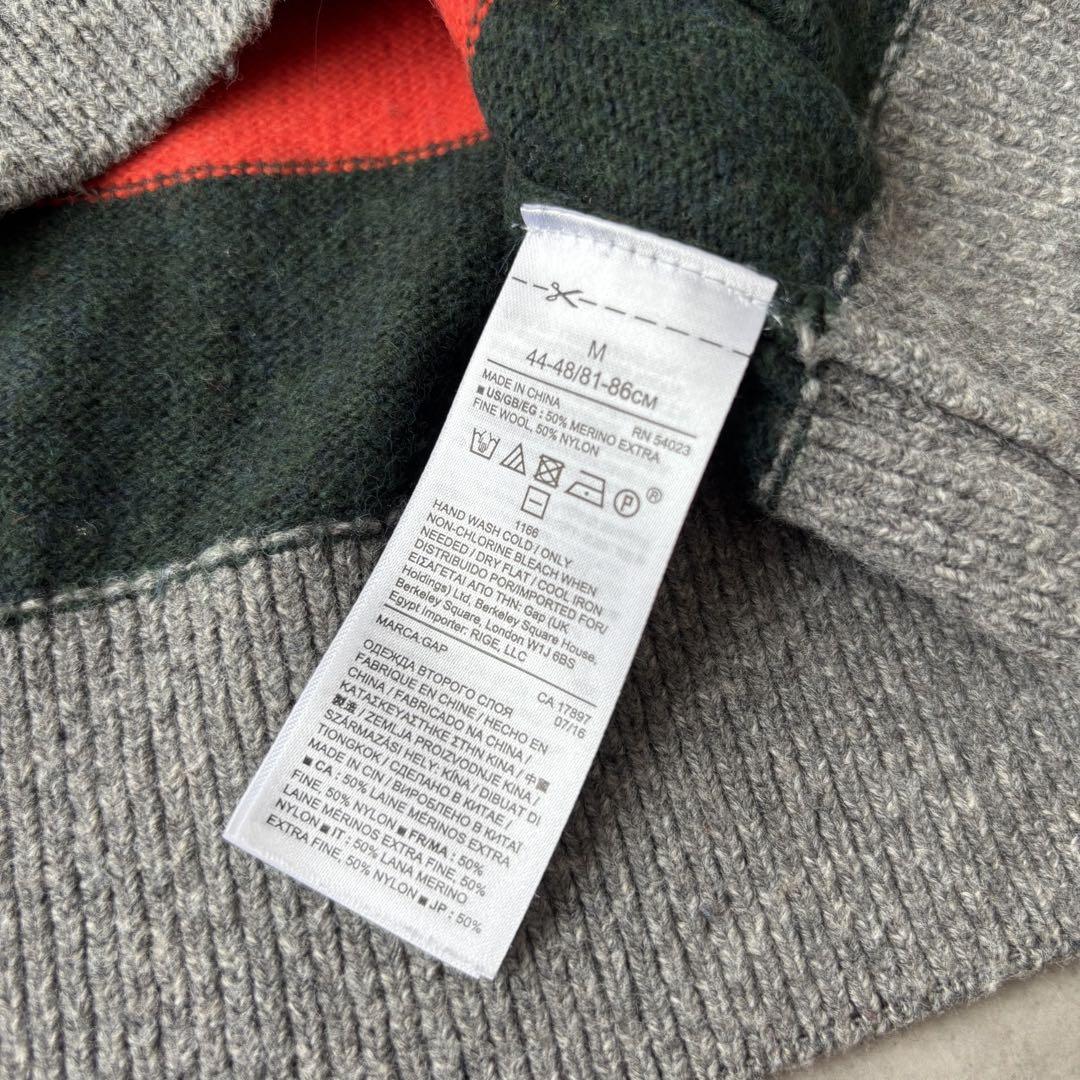 M
44-48/81-86CM
MADE IN CHINA
RN 54023
■ US/GB/EG : 50% MERINO EXTRA
FINE WOOL, 50% NYLON
P ®
1166
HAND WASH COLD / ONLY
NON-CHLORINE BLEACH WHEN
NEEDED / DRY FLAT / COOL IRON
DISTRIBUIDO POR/IMPORTED FOR/
ΕΙΣΑΓΕΤΑΙ ΑΠΟ ΤΗΝ: Gap (UK
Holdings) Ltd, Berkeley Square House,
Berkeley Square, London W1J 6BS
Egypt Importer: RIGE, LLC
MARCA:GAP
CA 17897
07/16
ОДЕЖДА ВТОРОГО СЛОЯ
FABRIQUE EN CHINE / HECHO EN
CHINA / FABRICADO NA CHINA /
ΚΑΤΑΣΚΕΥΑΣΤΗΚΕ ΣΤΗΝ ΚΙΝΑ / 中國
製造 / ZEMLJA PROIZVODNJE KINA /
SZÁRMAZÁSI HELY: KÍNA / DIBUAT DI
TIONGKOK / СДЕЛАНО В КИТАЕ /
MADE IN CIN / ВИРОБЛЕНО В КИТАЇ
■ CA : 50% LAINE MERINOS EXTRA
FINE, 50% NYLON ■ FR/MA : 50%
LAINE MERINOS EXTRA FINE, 50%
NYLON ■ IT : 50% LANA MERINO
EXTRA FINE, 50% NYLON ■ JP : 50%